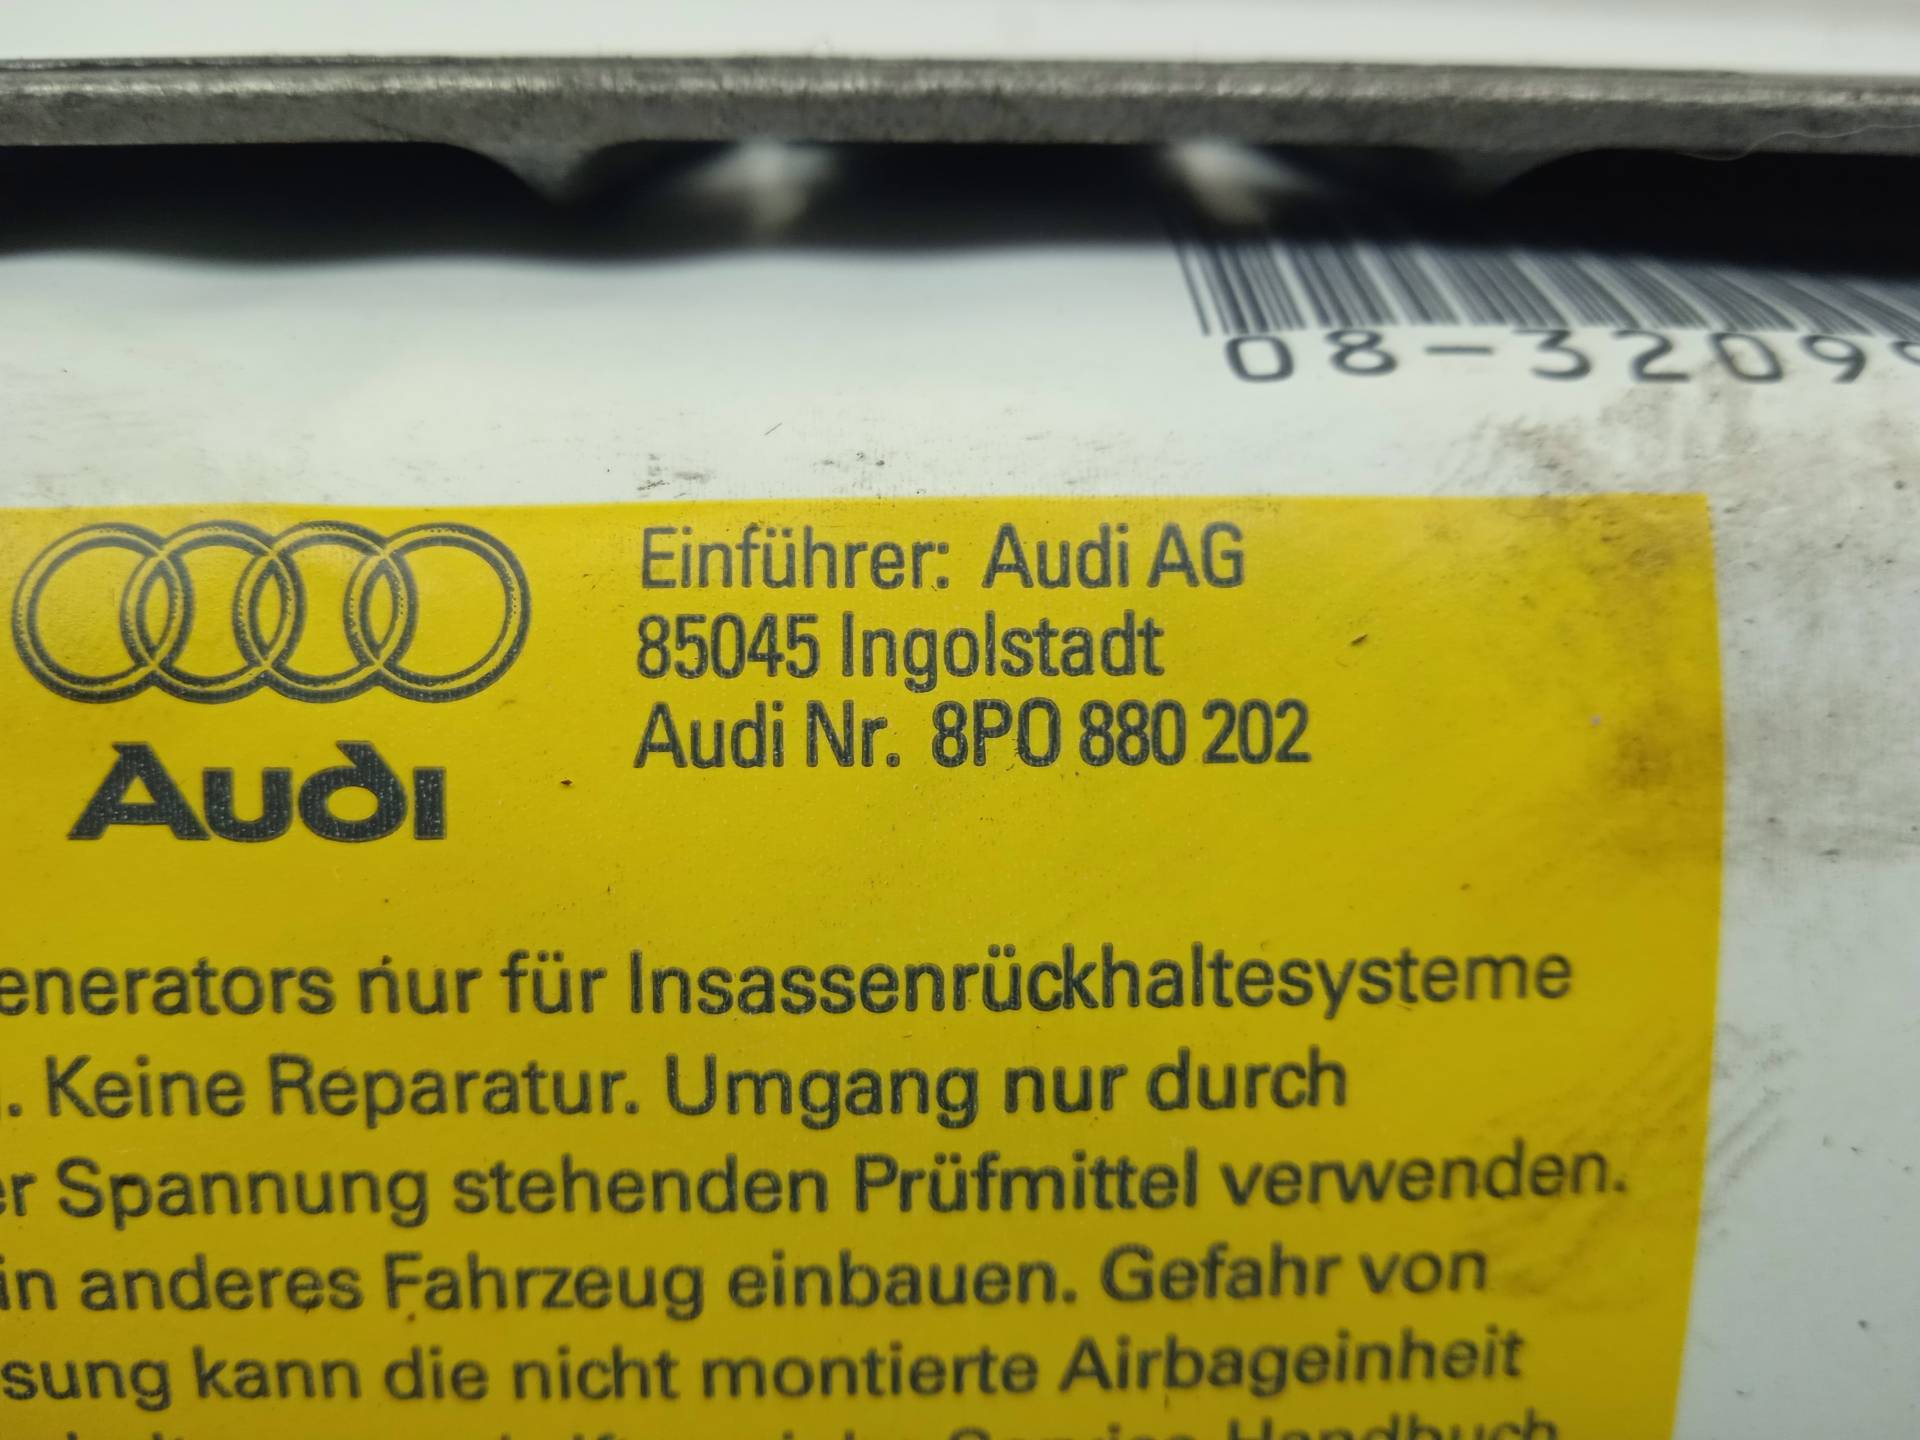 08-3209
Einführer: Audi AG
85045 Ingolstadt
Audi Nr. 8P0 880 202
Audi
enerators nur für Insassenrückhaltesysteme
. Keine Reparatur. Umgang nur durch
er Spannung stehenden Prüfmittel verwenden.
in anderes Fahrzeug einbauen. Gefahr von
sung kann die nicht montierte Airbageinheit
Service Handbuch